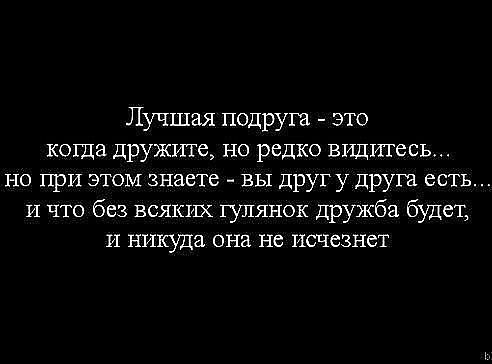 Лучшая подруга - это
когда дружите, но редко видитесь...
но при этом знаете - вы друг у друга есть...
и что без всяких гулянок дружба будет,
и никуда она не исчезнет